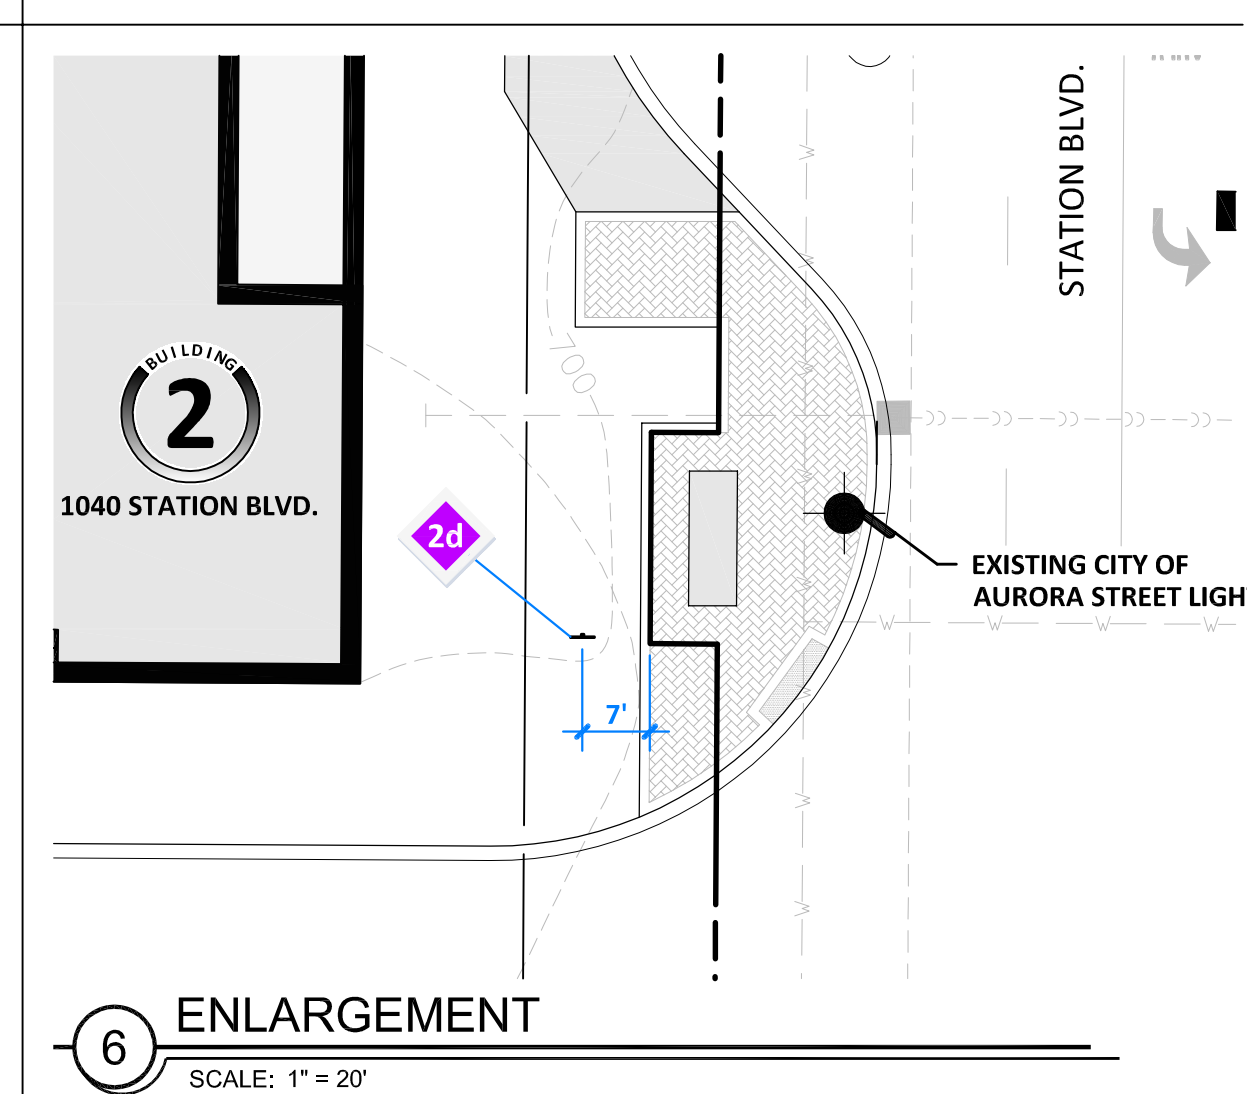 STATION BLVD.
BUILDING
2
1040 STATION BLVD.
700
2d
EXISTING CITY OF
AURORA STREET LIGH
7'
W
W
W
W
W
W
W
W
W
W
6
ENLARGEMENT
SCALE: 1" = 20'